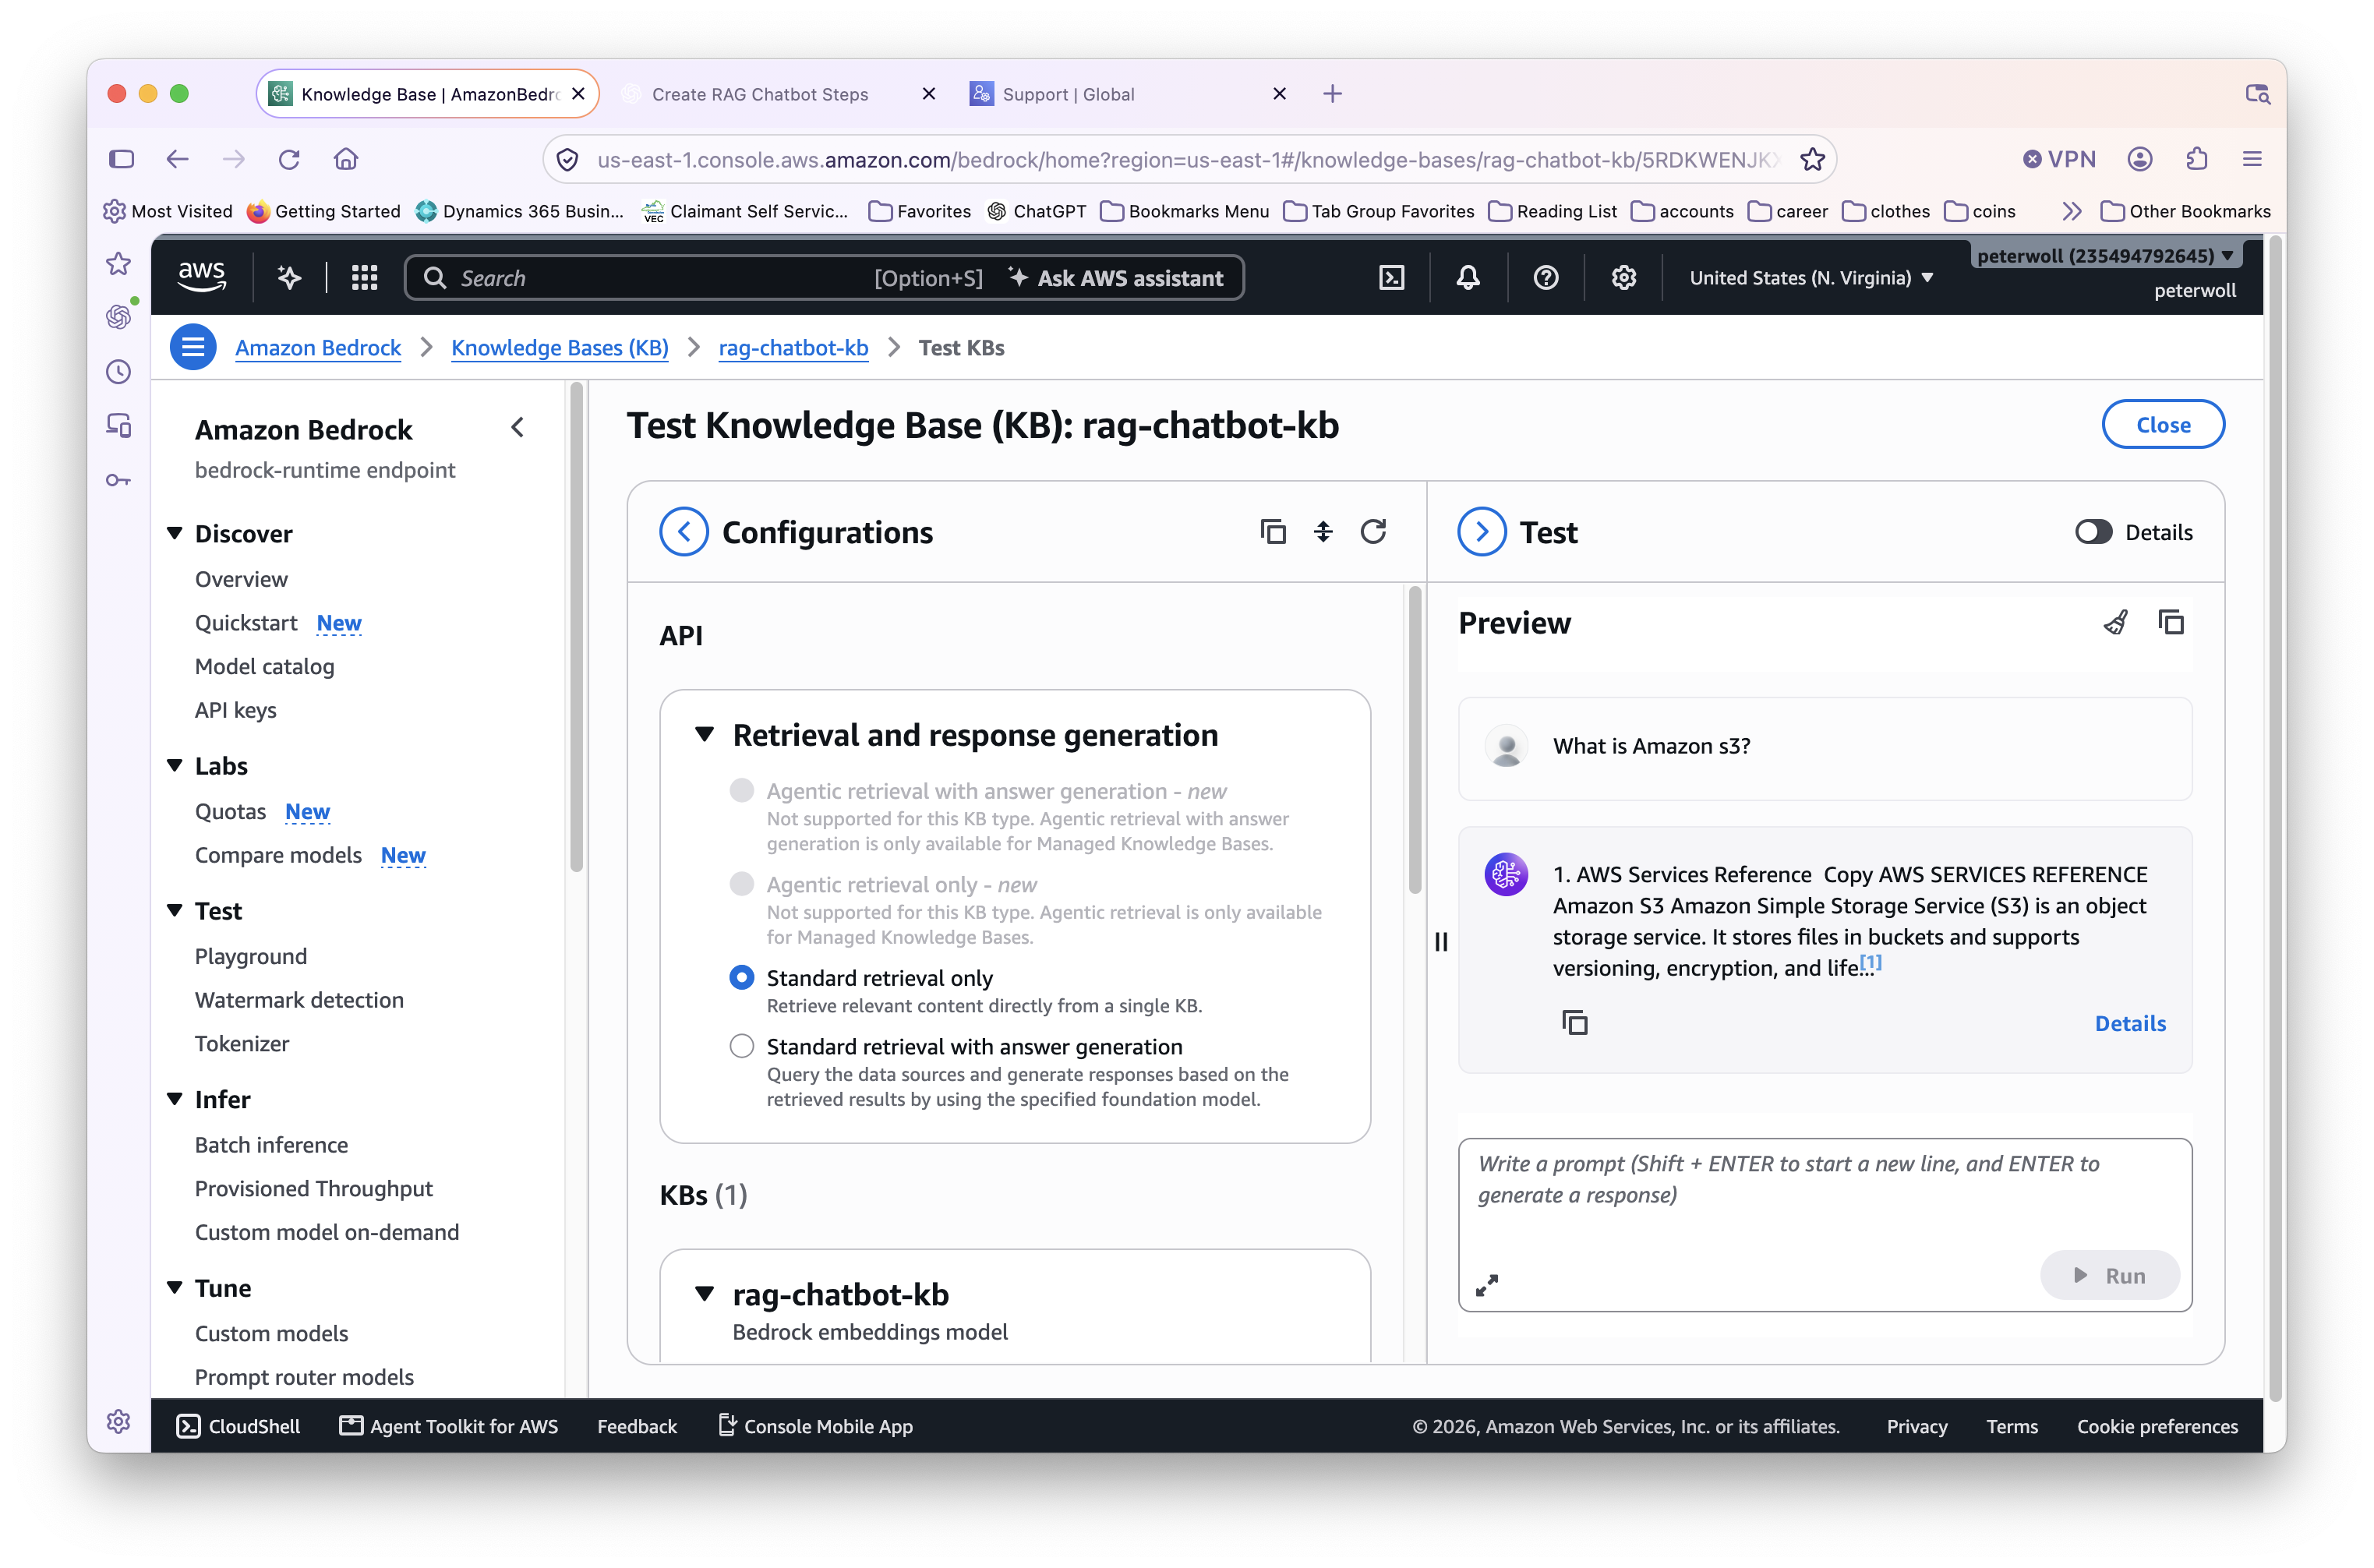 Knowledge Base | AmazonBedro
Create RAG Chatbot Steps
Support | Global
us-east-1.console.aws.amazon.com/bedrock/home?region=us-east-1#/knowledge-bases/rag-chatbot-kb/5RDKWENJK
VPN
Most Visited
Getting Started
Dynamics 365 Busin...
VEC
Claimant Self Servic...
Favorites
ChatGPT
Bookmarks Menu
Tab Group Favorites
Reading List
accounts
career
clothes
coins
Other Bookmarks
aws
Search
[Option+S]
Ask AWS assistant
United States (N. Virginia)
peterwoll (235494792645)
peterwoll
Amazon Bedrock
Knowledge Bases (KB)
rag-chatbot-kb
Test KBs
Amazon Bedrock
bedrock-runtime endpoint
Discover
Overview
Quickstart New
Model catalog
API keys
Labs
Quotas New
Compare models New
Test
Playground
Watermark detection
Tokenizer
Infer
Batch inference
Provisioned Throughput
Custom model on-demand
Tune
Custom models
Prompt router models
Test Knowledge Base (KB): rag-chatbot-kb
Close
Configurations
API
Retrieval and response generation
Agentic retrieval with answer generation - new
Not supported for this KB type. Agentic retrieval with answer
generation is only available for Managed Knowledge Bases.
Agentic retrieval only - new
Not supported for this KB type. Agentic retrieval is only available
for Managed Knowledge Bases.
Standard retrieval only
Retrieve relevant content directly from a single KB.
Standard retrieval with answer generation
Query the data sources and generate responses based on the
retrieved results by using the specified foundation model.
KBs (1)
rag-chatbot-kb
Bedrock embeddings model
Test
Details
Preview
What is Amazon s3?
1. AWS Services Reference Copy AWS SERVICES REFERENCE
Amazon S3 Amazon Simple Storage Service (S3) is an object
storage service. It stores files in buckets and supports
versioning, encryption, and life...[1]
Details
Write a prompt (Shift + ENTER to start a new line, and ENTER to
generate a response)
Run
CloudShell
Agent Toolkit for AWS
Feedback
Console Mobile App
© 2026, Amazon Web Services, Inc. or its affiliates.
Privacy
Terms
Cookie preferences